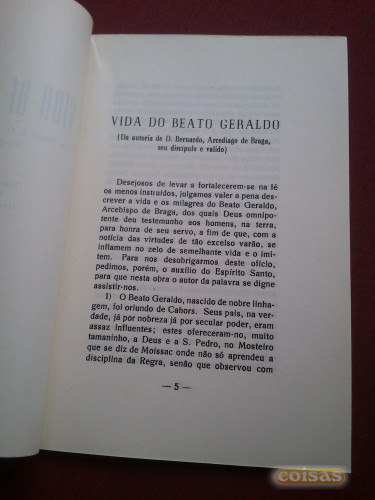 VIDA DO BEATO GERALDO
(Da autoria de D. Bernardo, Arcediago de Braga,
seu discípulo e valido)
Desejosos de levar a fortalecerem-se na fé
os menos instruídos, julgamos valer a pena des-
crever a vida e os milagres do Beato Geraldo,
Arcebispo de Braga, dos quais Deus omnipo-
tente deu testemunho aos homens, na terra,
para honra de seu servo, a fim de que, com a
notícia das virtudes de tão excelso varão, se
inflamem no zelo de semelhante vida e o imi-
tem. Para nos desobrigarmos deste ofício,
pedimos, porém, o auxílio do Espírito Santo,
para que nesta obra o autor da palavra se digne
assistir-nos.
1) O Beato Geraldo, nascido de nobre linha-
gem, foi oriundo de Cahors. Seus pais, na ver-
dade, já por nobreza já por secular poder, eram
assaz influentes; estes ofereceram-no, muito
tamaninho, a Deus e a S. Pedro, no Mosteiro
que se diz de Moissac onde não só aprendeu a
disciplina da Regra, senão que observou com
— 5 —
coisas